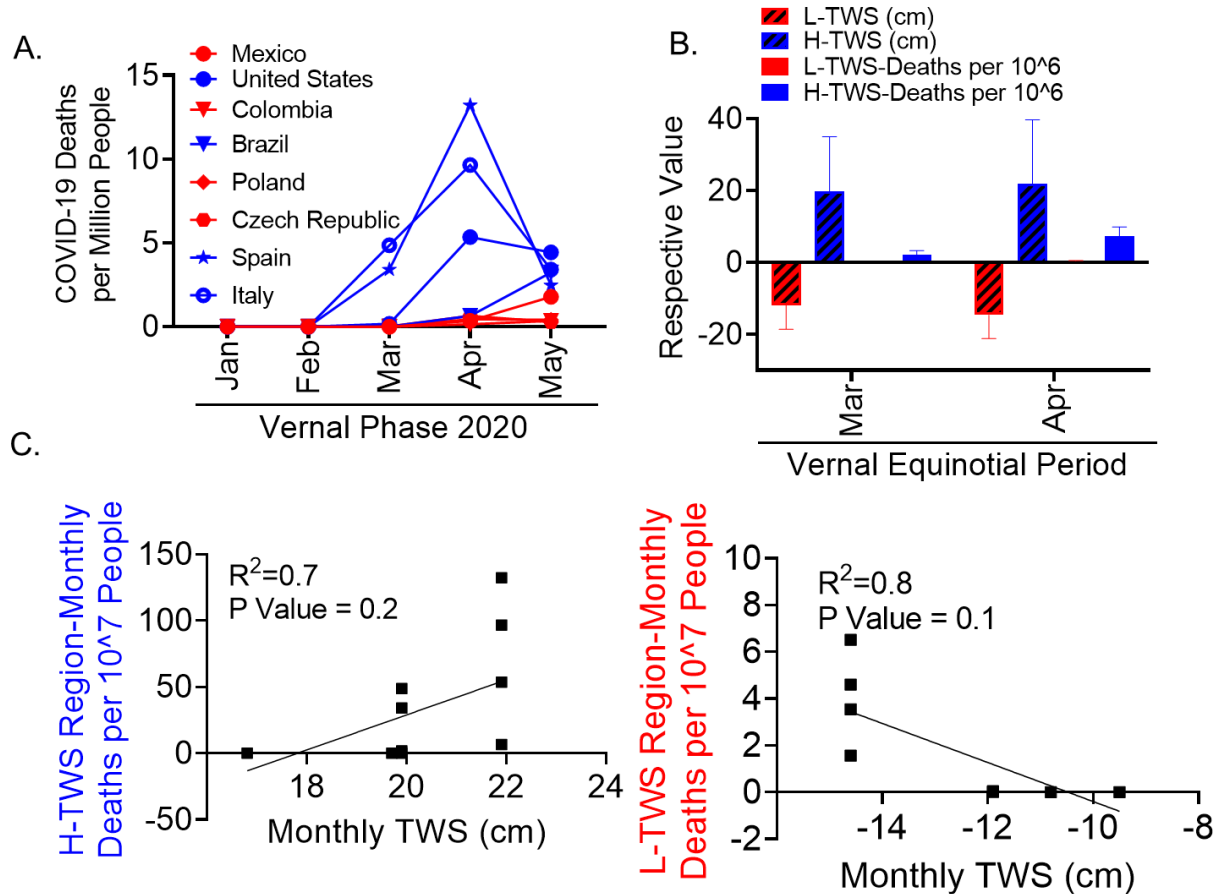 A.
COVID-19 Deaths
per Million People
15
10
5
0
Mexico
United States
Colombia
Brazil
Poland
Czech Republic
Spain
Italy
Jan
Feb
Mar
Apr
May
Vernal Phase 2020
B.
L-TWS (cm)
H-TWS (cm)
L-TWS-Deaths per 10^6
H-TWS-Deaths per 10^6
Respective Value
40
20
0
-20
Mar
Apr
Vernal Equinotial Period
C.
H-TWS Region-Monthly
Deaths per 10^7 People
150
100
50
0
-50
R²=0.7
P Value = 0.2
18
20
22
24
Monthly TWS (cm)
L-TWS Region-Monthly
Deaths per 10^7 People
10
8
6
4
2
0
-2
R²=0.8
P Value = 0.1
-14
-12
-10
-8
Monthly TWS (cm)